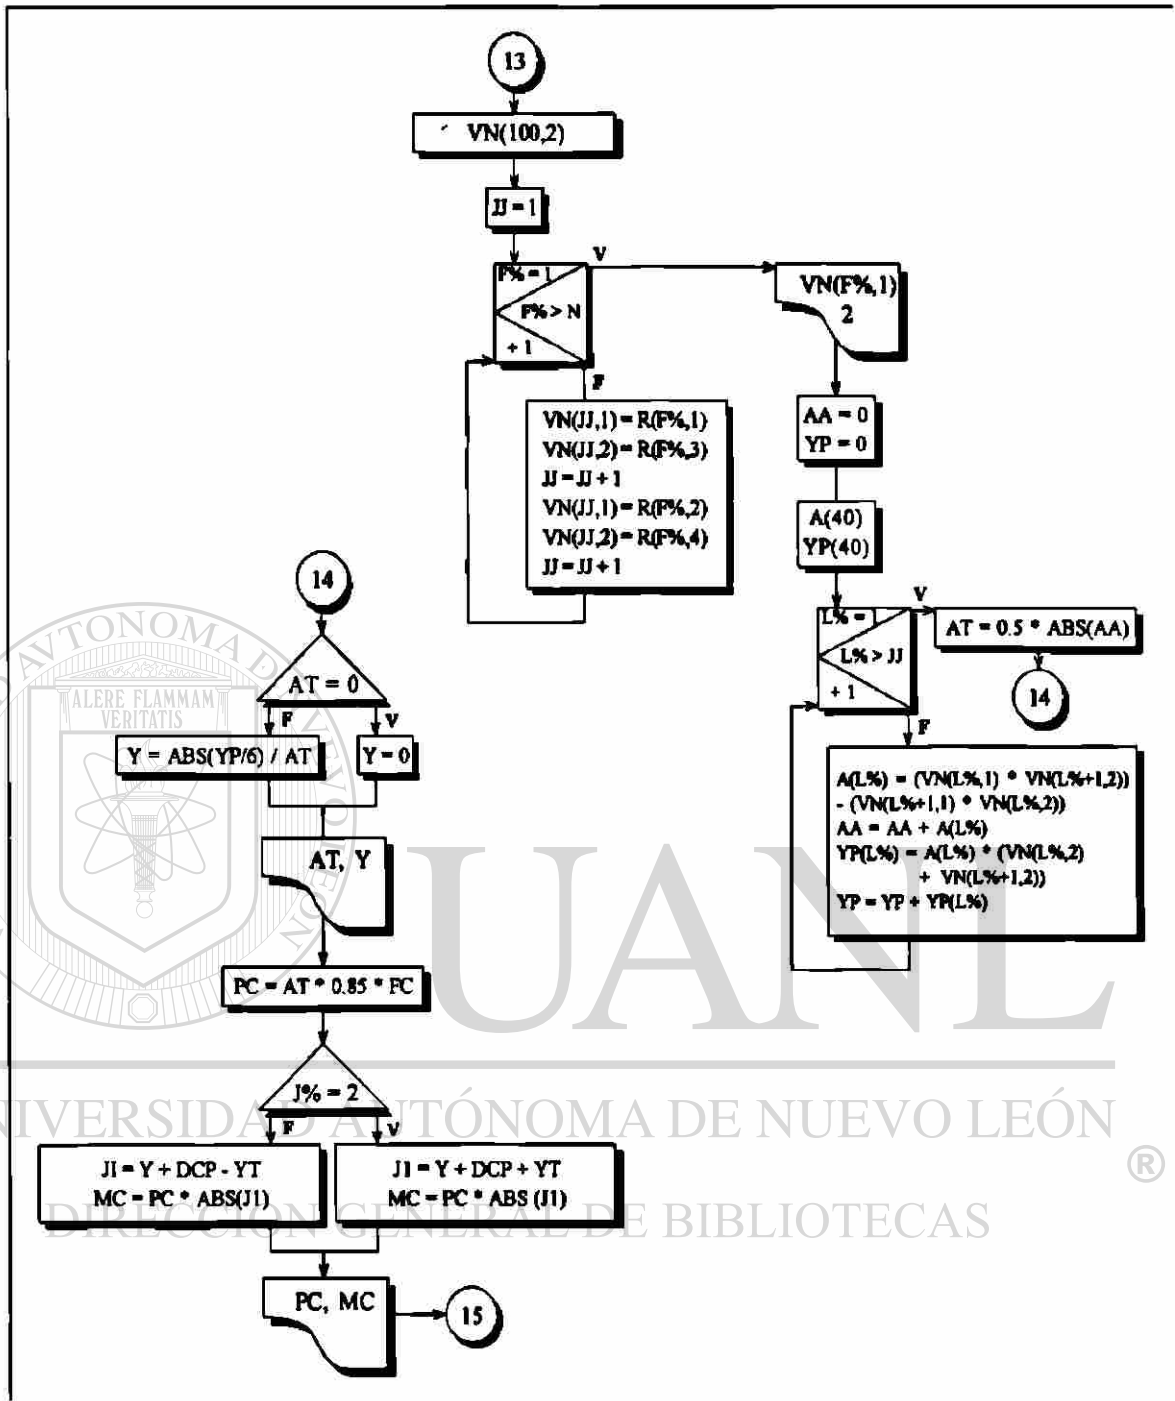 13
VN(100,2)
JJ = 1
F% = 1
F% > N
+ 1
V
F
VN(JJ,1) = R(F%,1)
VN(JJ,2) = R(F%,3)
JJ = JJ + 1
VN(JJ,1) = R(F%,2)
VN(JJ,2) = R(F%,4)
JJ = JJ + 1
VN(F%,1)
2
AA = 0
YP = 0
A(40)
YP(40)
L% = 1
L% > JJ
+ 1
V
F
AT = 0.5 * ABS(AA)
14
A(L%) = (VN(L%,1) * VN(L%+1,2))
- (VN(L%+1,1) * VN(L%,2))
AA = AA + A(L%)
YP(L%) = A(L%) * (VN(L%,2)
+ VN(L%+1,2))
YP = YP + YP(L%)
14
AT = 0
F
V
Y = ABS(YP/6) / AT
Y = 0
AT, Y
PC = AT * 0.85 * FC
J% = 2
F
V
J1 = Y + DCP - YT
MC = PC * ABS(J1)
J1 = Y + DCP + YT
MC = PC * ABS (J1)
PC, MC
15
ALERE FLAMMAM
VERITATIS
UANL
UNIVERSIDAD AUTÓNOMA DE NUEVO LEÓN
®
DIRECCIÓN GENERAL DE BIBLIOTECAS